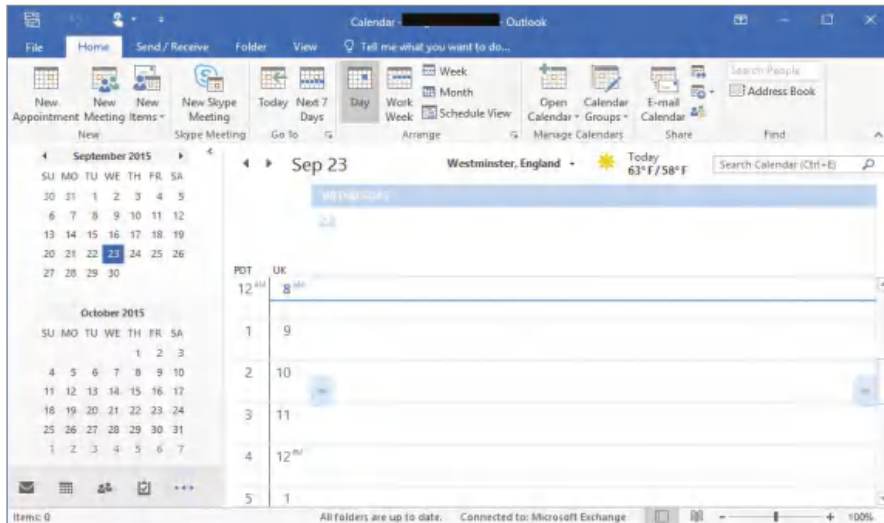 Calendar - Outlook
File Home Send / Receive Folder View Tell me what you want to do...
New Appointment New Meeting New Items New Skype Meeting Today Next 7 Days Day Work Week Week Month Schedule View Open Calendar Calendar Groups E-mail Calendar Search People Address Book
New Skype Meeting Go To Arrange Manage Calendars Share Find
September 2015
SU MO TU WE TH FR SA
30 31 1 2 3 4 5
6 7 8 9 10 11 12
13 14 15 16 17 18 19
20 21 22 23 24 25 26
27 28 29 30
October 2015
SU MO TU WE TH FR SA
1 2 3
4 5 6 7 8 9 10
11 12 13 14 15 16 17
18 19 20 21 22 23 24
25 26 27 28 29 30 31
1 2 3 4 5 6 7
Sep 23 Westminster, England Today 63° F / 58° F Search Calendar (Ctrl+E)
WEDNESDAY
23
PDT UK
12 AM 8 AM
1 9
2 10
3 11
4 12 PM
5 1
Items: 0 All folders are up to date. Connected to: Microsoft Exchange 100%